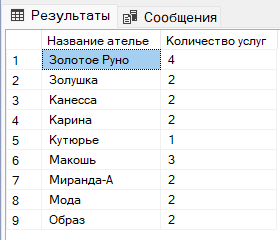 Результаты Сообщения
Название ателье Количество услуг
1 Золотое Руно 4
2 Золушка 2
3 Канесса 2
4 Карина 2
5 Кутюрье 1
6 Макошь 3
7 Миранда-А 2
8 Мода 2
9 Образ 2